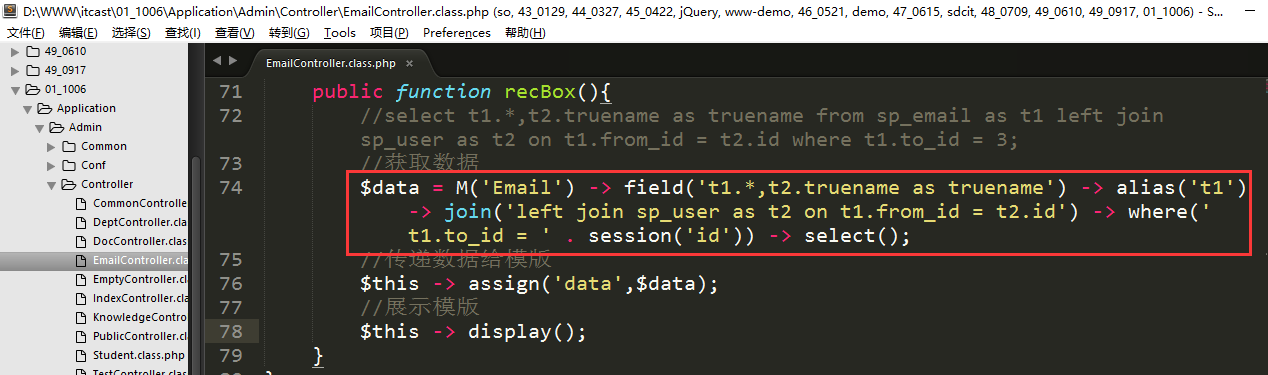 D:\WWW\itcast\01_1006\Application\Admin\Controller\EmailController.class.php (so, 43_0129, 44_0327, 45_0422, jQuery, www-demo, 46_0521, demo, 47_0615, sdcit, 48_0709, 49_0610, 49_0917, 01_1006) - S...
文件(F) 编辑(E) 选择(S) 查找(I) 查看(V) 转到(G) Tools 项目(P) Preferences 帮助(H)
49_0610
49_0917
01_1006
Application
Admin
Common
Conf
Controller
CommonControlle
DeptController.cl
DocController.cla
EmailController.cla
EmptyController.c
IndexController.cla
KnowledgeContro
PublicController.cl
Student.class.php
TestController.clas
EmailController.class.php ×
71 public function recBox(){
72 //select t1.*,t2.truename as truename from sp_email as t1 left join
sp_user as t2 on t1.from_id = t2.id where t1.to_id = 3;
73 //获取数据
74 $data = M('Email') -> field('t1.*,t2.truename as truename') -> alias('t1')
-> join('left join sp_user as t2 on t1.from_id = t2.id') -> where('
t1.to_id = ' . session('id')) -> select();
75 //传递数据给模版
76 $this -> assign('data',$data);
77 //展示模版
78 $this -> display();
79 }